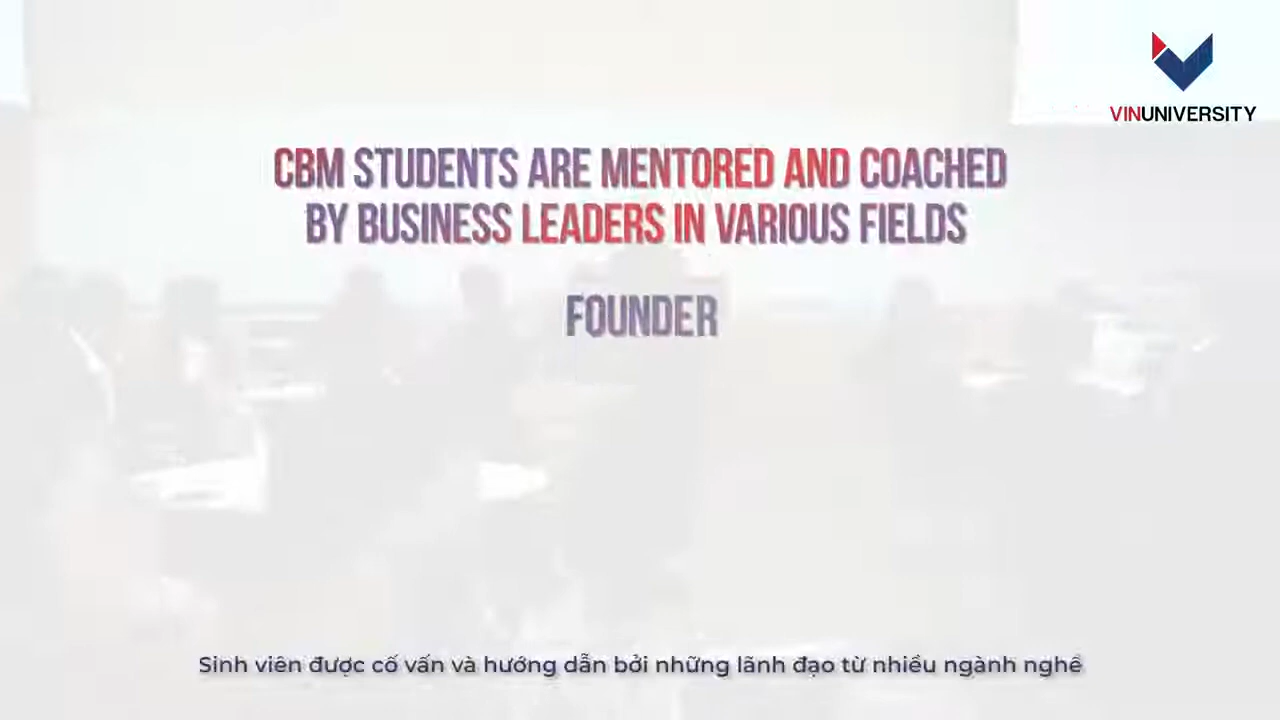 VINUNIVERSITY
CBM STUDENTS ARE MENTORED AND COACHED
BY BUSINESS LEADERS IN VARIOUS FIELDS
FOUNDER
Sinh viên được cố vấn và hướng dẫn bởi những lãnh đạo từ nhiều ngành nghề